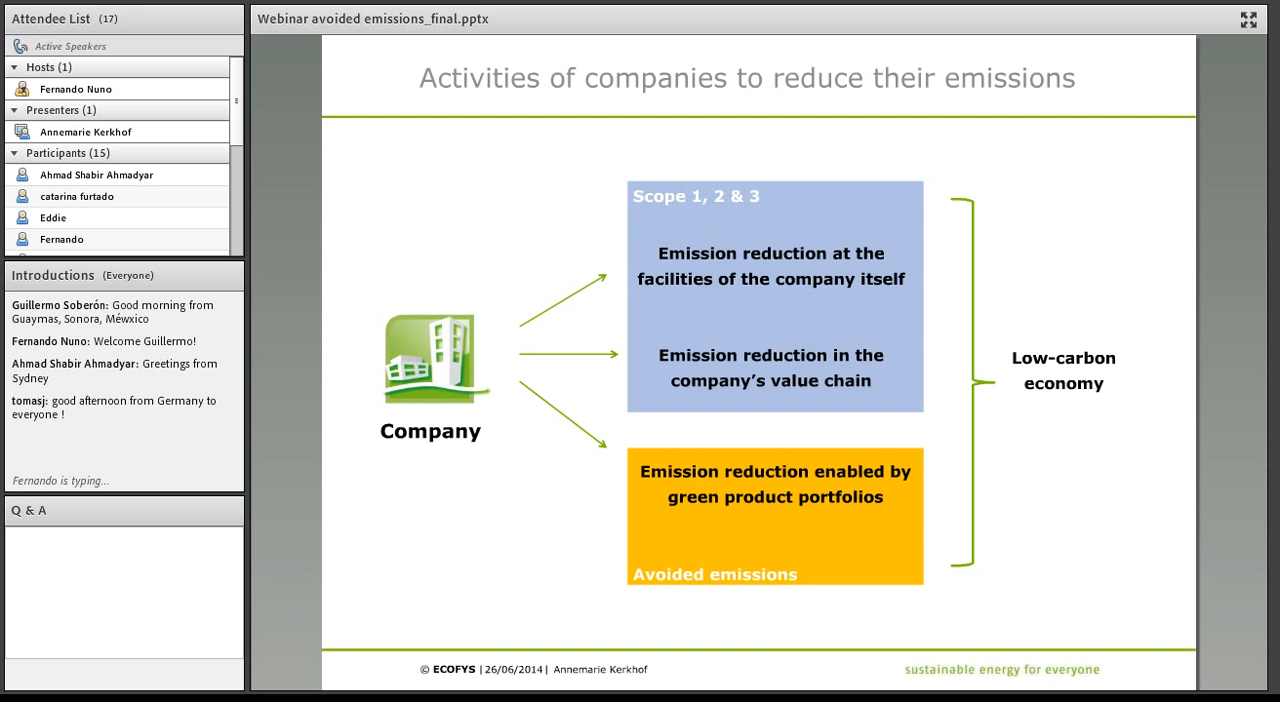 Attendee List (17)
Active Speakers
Hosts (1)
Fernando Nuno
Presenters (1)
Annemarie Kerkhof
Participants (15)
Ahmad Shabir Ahmadyar
catarina furtado
Eddie
Fernando
Introductions (Everyone)
Guillermo Soberón: Good morning from
Guaymas, Sonora, Méwxico
Fernando Nuno: Welcome Guillermo!
Ahmad Shabir Ahmadyar: Greetings from
Sydney
tomasj: good afternoon from Germany to
everyone !
Fernando is typing...
Q & A
Webinar avoided emissions_final.pptx
Activities of companies to reduce their emissions
Company
Scope 1, 2 & 3
Emission reduction at the
facilities of the company itself
Emission reduction in the
company’s value chain
Emission reduction enabled by
green product portfolios
Avoided emissions
Low-carbon
economy
© ECOFYS | 26/06/2014 | Annemarie Kerkhof
sustainable energy for everyone